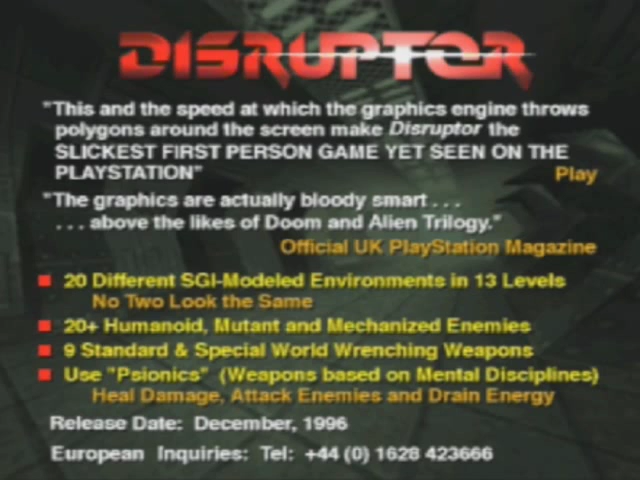 DISRUPTOR
"This and the speed at which the graphics engine throws
polygons around the screen make Disruptor the
SLICKEST FIRST PERSON GAME YET SEEN ON THE
PLAYSTATION"
Play
"The graphics are actually bloody smart . . .
. . . above the likes of Doom and Alien Trilogy."
Official UK PlayStation Magazine
20 Different SGI-Modeled Environments in 13 Levels
No Two Look the Same
20+ Humanoid, Mutant and Mechanized Enemies
9 Standard & Special World Wrenching Weapons
Use "Psionics" (Weapons based on Mental Disciplines)
Heal Damage, Attack Enemies and Drain Energy
Release Date: December, 1996
European Inquiries: Tel: +44 (0) 1628 423666